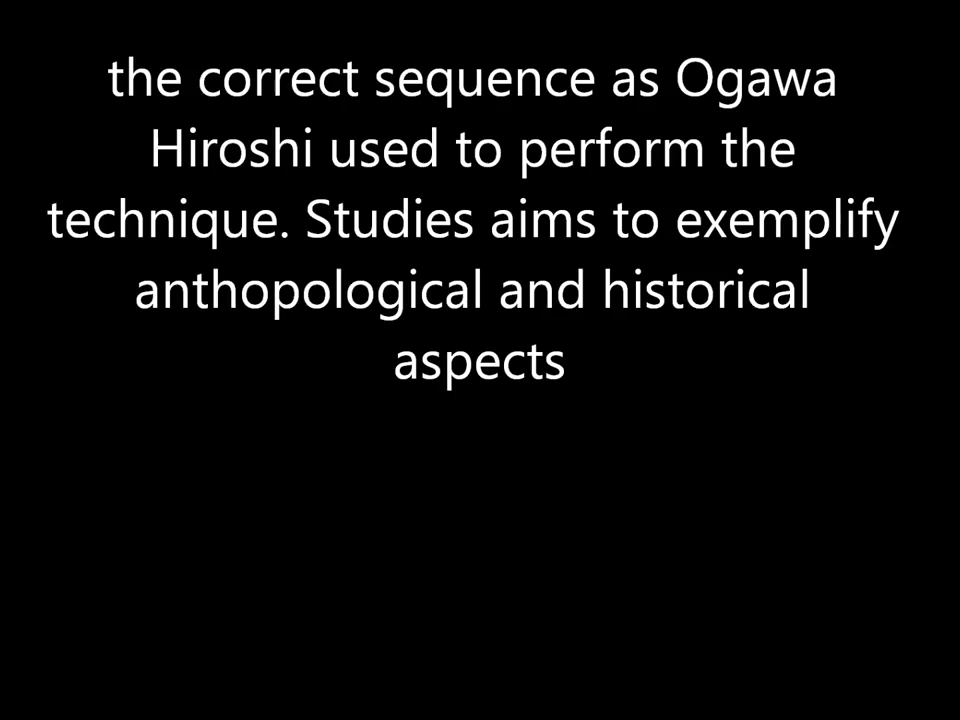 the correct sequence as Ogawa
Hiroshi used to perform the
technique. Studies aims to exemplify
anthopological and historical
aspects